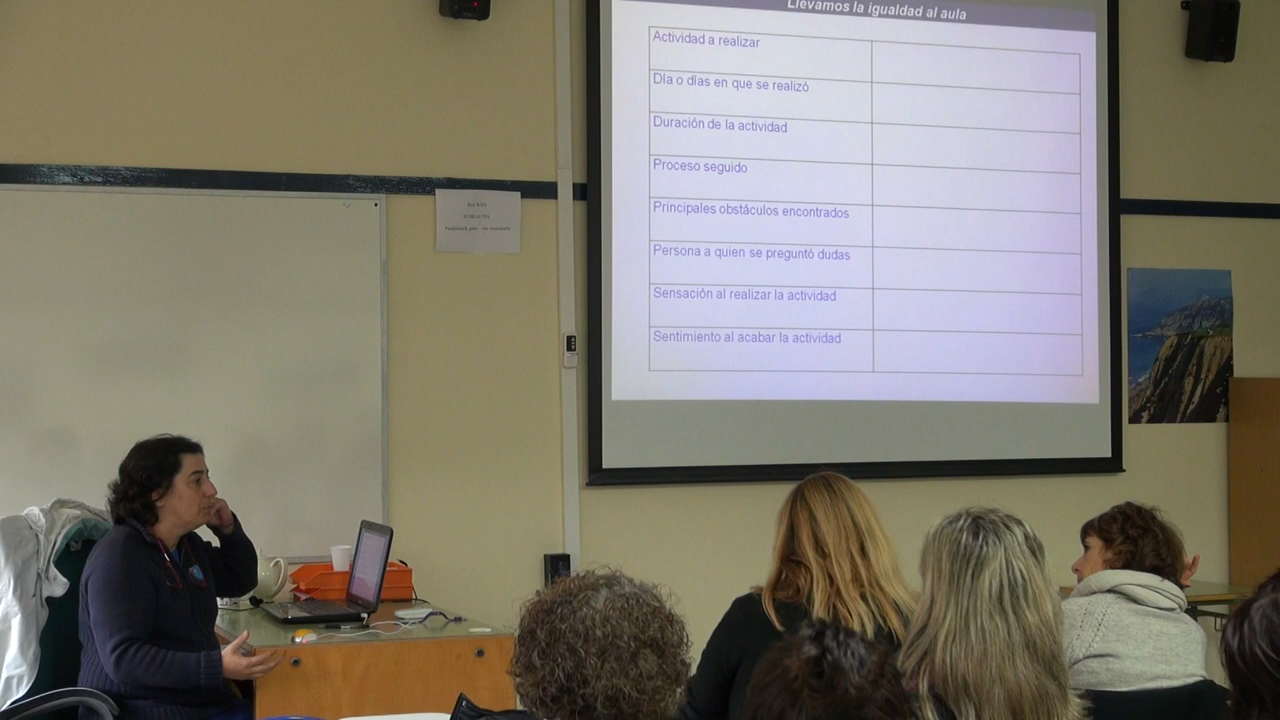 Llevamos la igualdad al aula
Actividad a realizar
Día o días en que se realizó
Duración de la actividad
Proceso seguido
Principales obstáculos encontrados
Persona a quien se preguntó dudas
Sensación al realizar la actividad
Sentimiento al acabar la actividad
EUSKALTEL